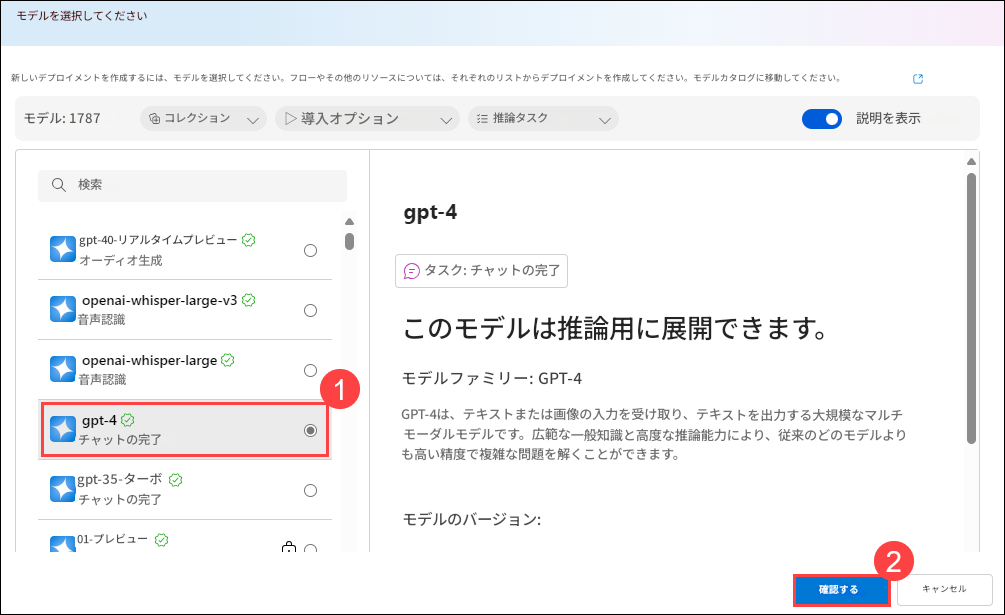 モデルを選択してください
新しいデプロイメントを作成するには、モデルを選択してください。フローやその他のリソースについては、それぞれのリストからデプロイメントを作成してください。モデルカタログに移動してください。
モデル: 1787
コレクション
導入オプション
推論タスク
説明を表示
検索
gpt-40-リアルタイムプレビュー
オーディオ生成
openai-whisper-large-v3
音声認識
openai-whisper-large
音声認識
1
gpt-4
チャットの完了
gpt-35-ターボ
チャットの完了
01-プレビュー
gpt-4
タスク: チャットの完了
このモデルは推論用に展開できます。
モデルファミリー: GPT-4
GPT-4は、テキストまたは画像の入力を受け取り、テキストを出力する大規模なマルチ
モーダルモデルです。広範な一般知識と高度な推論能力により、従来のどのモデルより
も高い精度で複雑な問題を解くことができます。
モデルのバージョン:
2
確認する
キャンセル